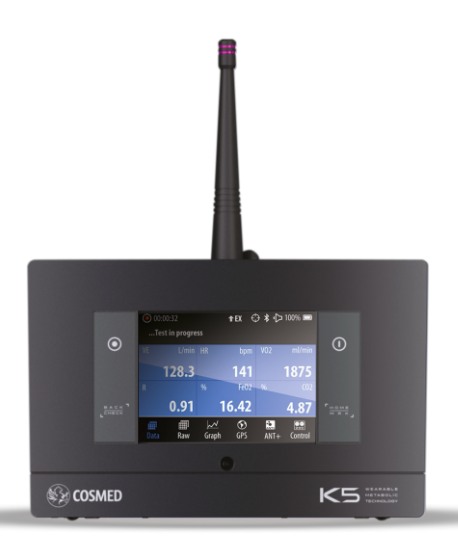 00:00:32 EX 100%
...Test in progress
VE L/min HR bpm VO2 ml/min
128.3 141 1875
R % FeO2 % CO2
0.91 16.42 4.87
Data Raw Graph GPS ANT+ Control
HOME
COSMED K5 WEARABLE
METABOLIC
TECHNOLOGY